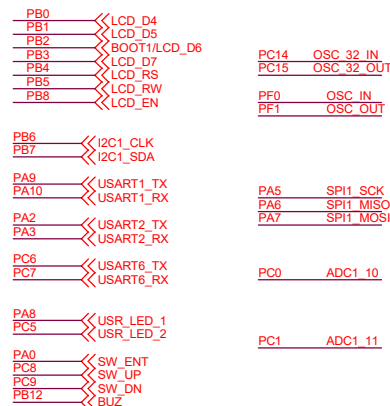 PB0 LCD_D4
PB1 LCD_D5
PB2 BOOT1/LCD_D6
PB3 LCD_D7
PB4 LCD_RS
PB5 LCD_RW
PB8 LCD_EN
PB6 I2C1_CLK
PB7 I2C1_SDA
PA9 USART1_TX
PA10 USART1_RX
PA2 USART2_TX
PA3 USART2_RX
PC6 USART6_TX
PC7 USART6_RX
PA8 USR_LED_1
PC5 USR_LED_2
PA0 SW_ENT
PC8 SW_UP
PC9 SW_DN
PB12 BUZ
PC14 OSC_32_IN
PC15 OSC_32_OUT
PF0 OSC_IN
PF1 OSC_OUT
PA5 SPI1_SCK
PA6 SPI1_MISO
PA7 SPI1_MOSI
PC0 ADC1_10
PC1 ADC1_11